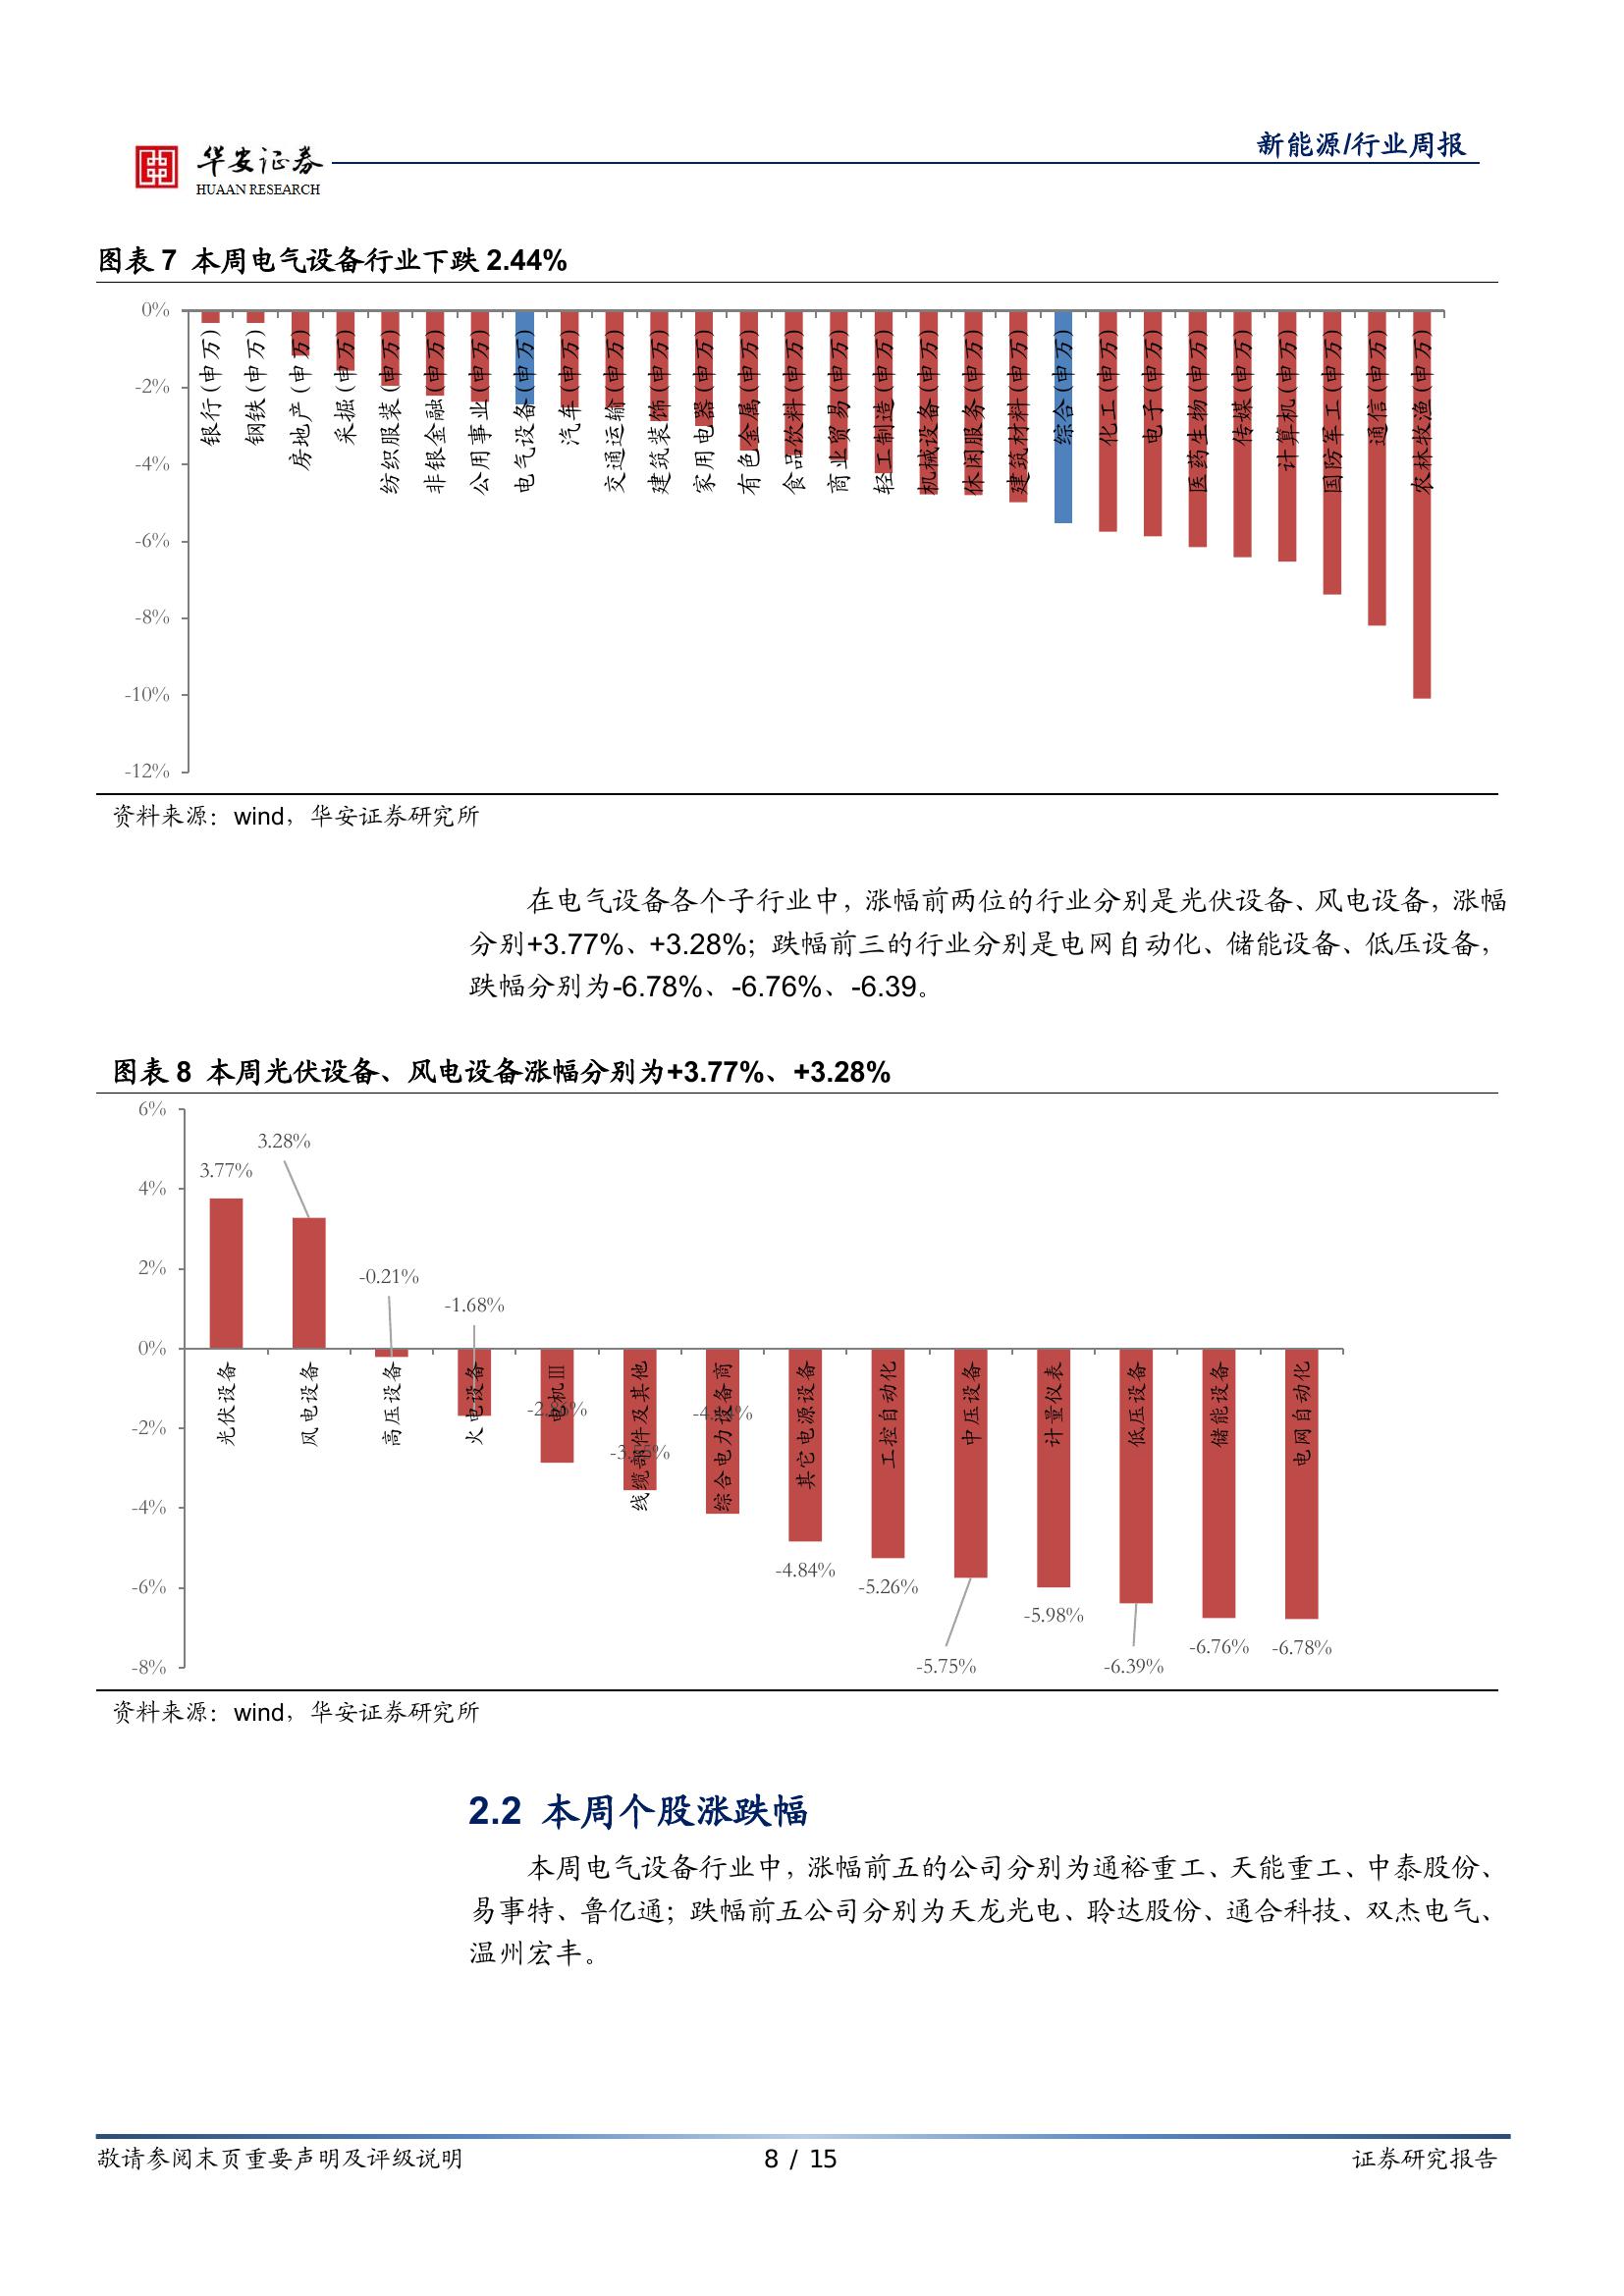 华安证券
HUAAN RESEARCH
新能源/行业周报
图表 7 本周电气设备行业下跌 2.44%
0%
-2%
-4%
-6%
-8%
-10%
-12%
银行(申万)
钢铁(申万)
房地产(申万)
采掘(申万)
纺织服装(申万)
非银金融(申万)
公用事业(申万)
电气设备(申万)
汽车(申万)
交通运输(申万)
建筑装饰(申万)
家用电器(申万)
有色金属(申万)
食品饮料(申万)
商业贸易(申万)
轻工制造(申万)
机械设备(申万)
休闲服务(申万)
建筑材料(申万)
综合(申万)
化工(申万)
电子(申万)
医药生物(申万)
传媒(申万)
计算机(申万)
国防军工(申万)
通信(申万)
农林牧渔(申万)
资料来源：wind，华安证券研究所
在电气设备各个子行业中，涨幅前两位的行业分别是光伏设备、风电设备，涨幅
分别+3.77%、+3.28%；跌幅前三的行业分别是电网自动化、储能设备、低压设备，
跌幅分别为-6.78%、-6.76%、-6.39。
图表 8 本周光伏设备、风电设备涨幅分别为+3.77%、+3.28%
6%
4%
2%
0%
-2%
-4%
-6%
-8%
3.77%
3.28%
-0.21%
-1.68%
-4.84%
-5.26%
-5.75%
-5.98%
-6.39%
-6.76%
-6.78%
光伏设备
风电设备
高压设备
火电设备
电机Ⅲ
线缆部件及其他
综合电力设备商
其它电源设备
工控自动化
中压设备
计量仪表
低压设备
储能设备
电网自动化
资料来源：wind，华安证券研究所
2.2 本周个股涨跌幅
本周电气设备行业中，涨幅前五的公司分别为通裕重工、天能重工、中泰股份、
易事特、鲁亿通；跌幅前五公司分别为天龙光电、聆达股份、通合科技、双杰电气、
温州宏丰。
敬请参阅末页重要声明及评级说明
8 / 15
证券研究报告